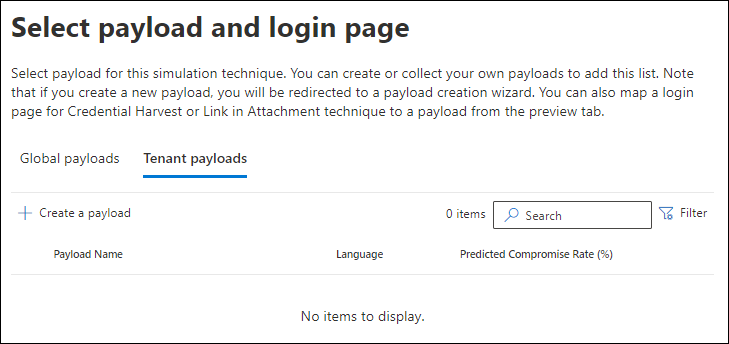 Select payload and login page
Select payload for this simulation technique. You can create or collect your own payloads to add this list. Note
that if you create a new payload, you will be redirected to a payload creation wizard. You can also map a login
page for Credential Harvest or Link in Attachment technique to a payload from the preview tab.
Global payloads Tenant payloads
Create a payload 0 items Search Filter
Payload Name Language Predicted Compromise Rate (%)
No items to display.